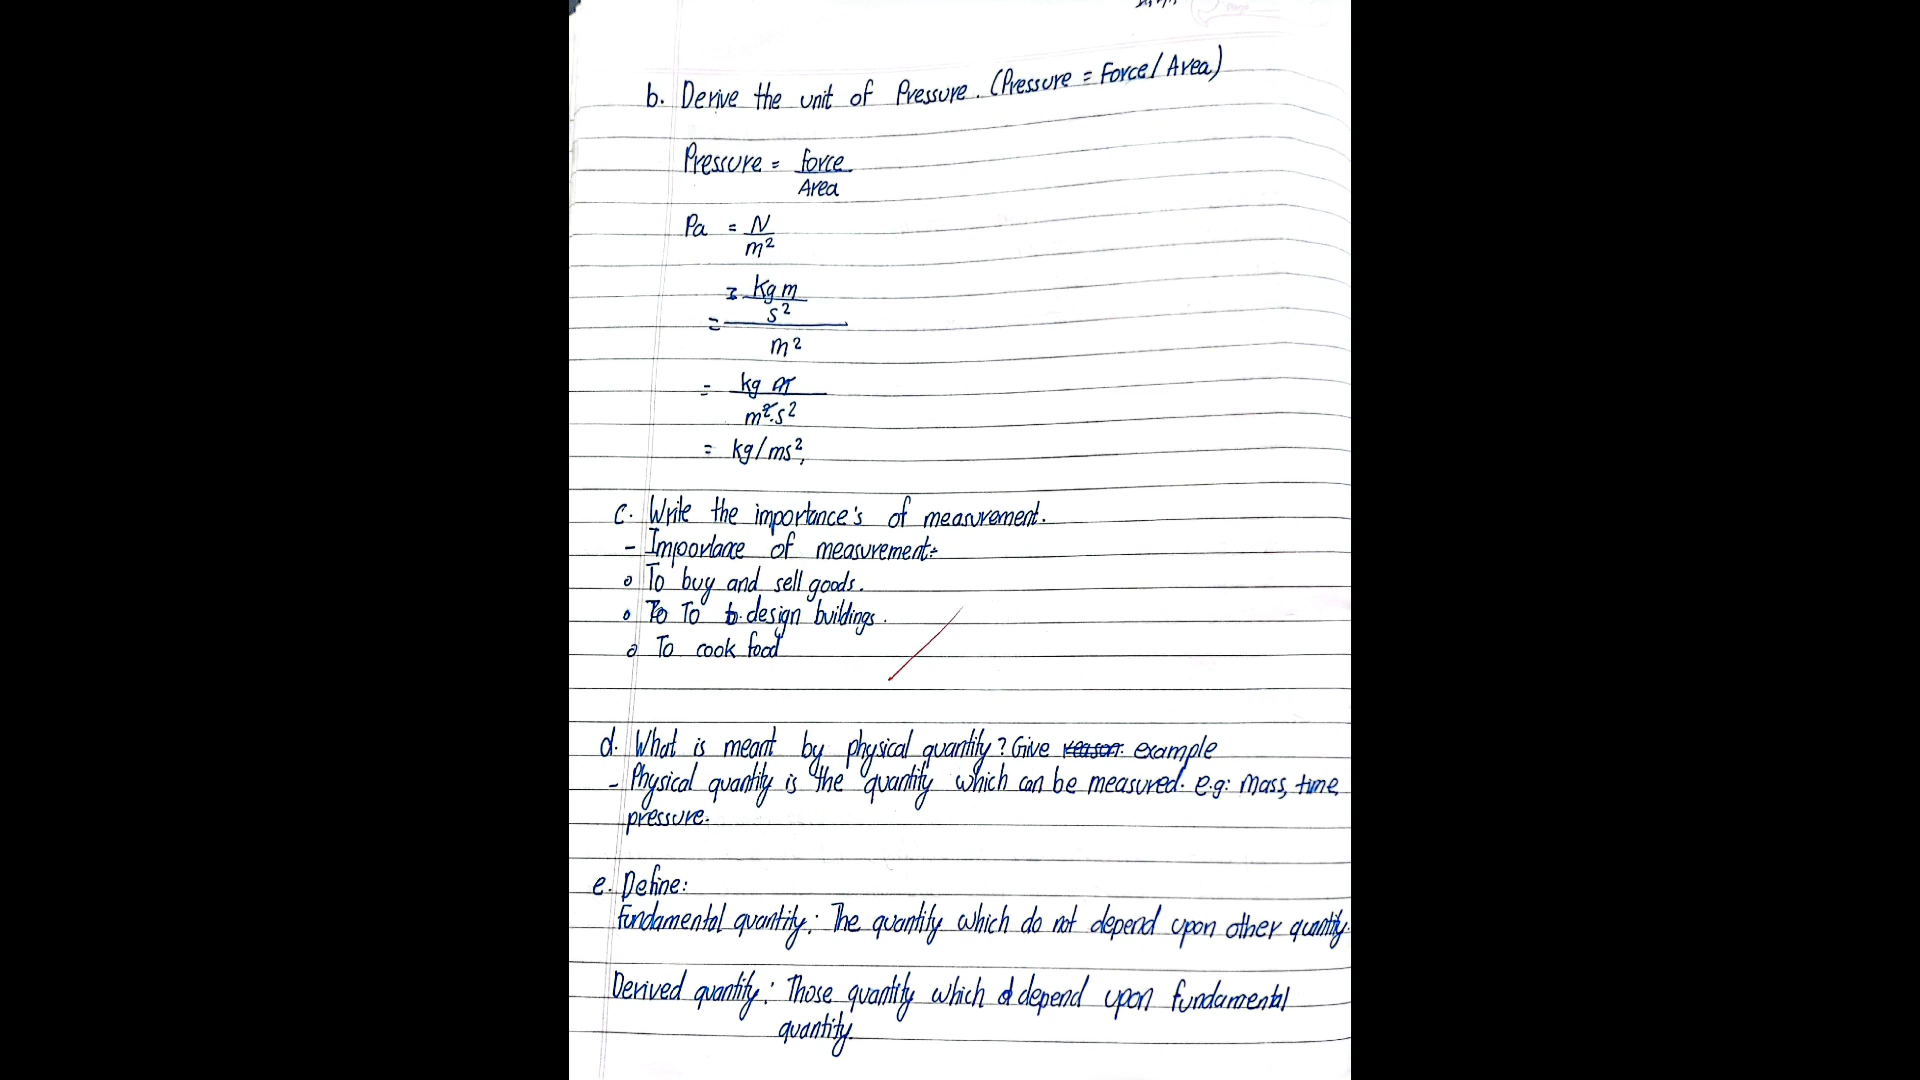 b. Derive the unit of Pressure. (Pressure = Force / Area)
Pressure = force
Area
Pa = N
m²
= kg m
s²
=
m²
= kg m
m².s²
= kg/ms²,
c. Write the importance's of measurement.
- Impoortance of measurement:
o To buy and sell goods.
o To To design buildings.
o To cook food
d. What is meant by physical quantity? Give reason. example
- Physical quantity is the quantity which can be measured. e.g: mass, time,
pressure.
e. Define:
Fundamental quantity: The quantity which do not depend upon other quantity.
Derived quantity: Those quantity which d depend upon fundamental
quantity.